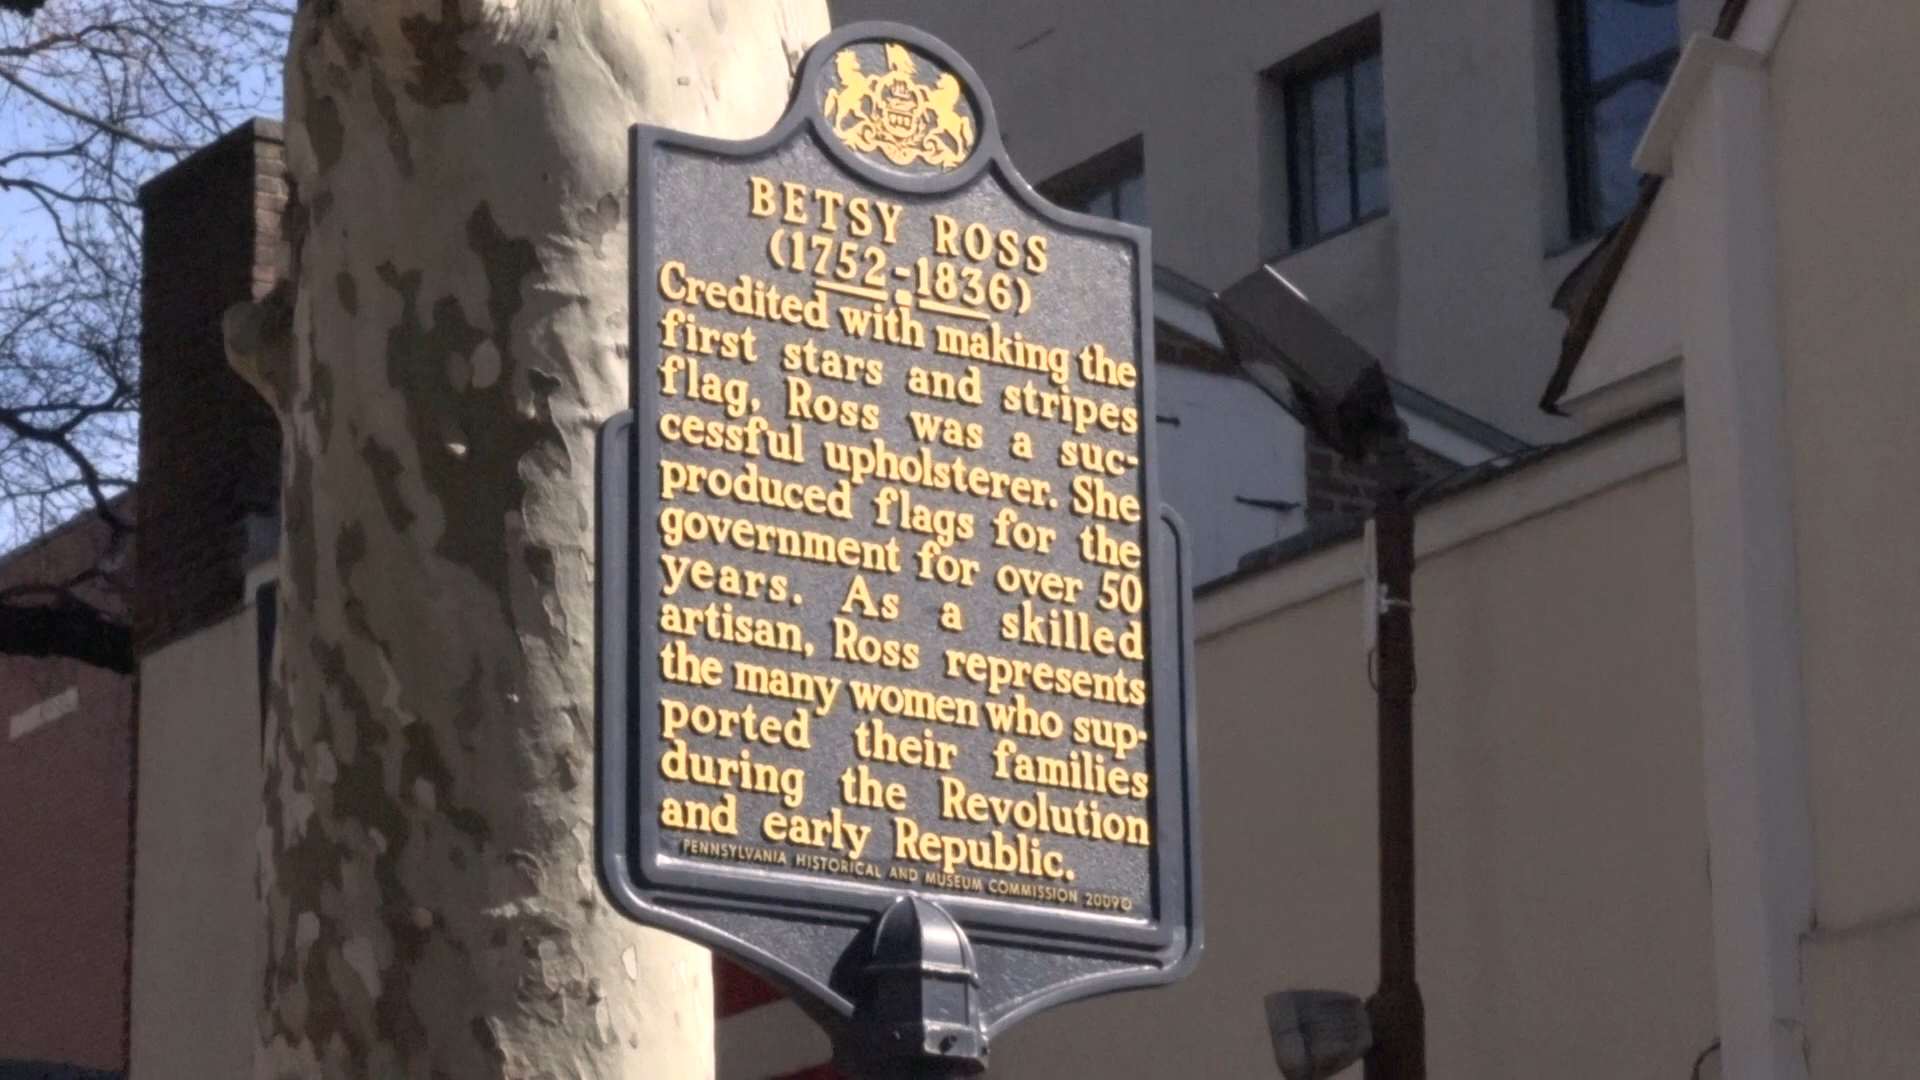 BETSY ROSS
(1752-1836)
Credited with making the
first stars and stripes
flag, Ross was a suc-
cessful upholsterer. She
produced flags for the
government for over 50
years. As a skilled
artisan, Ross represents
the many women who sup-
ported their families
during the Revolution
and early Republic.
PENNSYLVANIA HISTORICAL AND MUSEUM COMMISSION 2009©